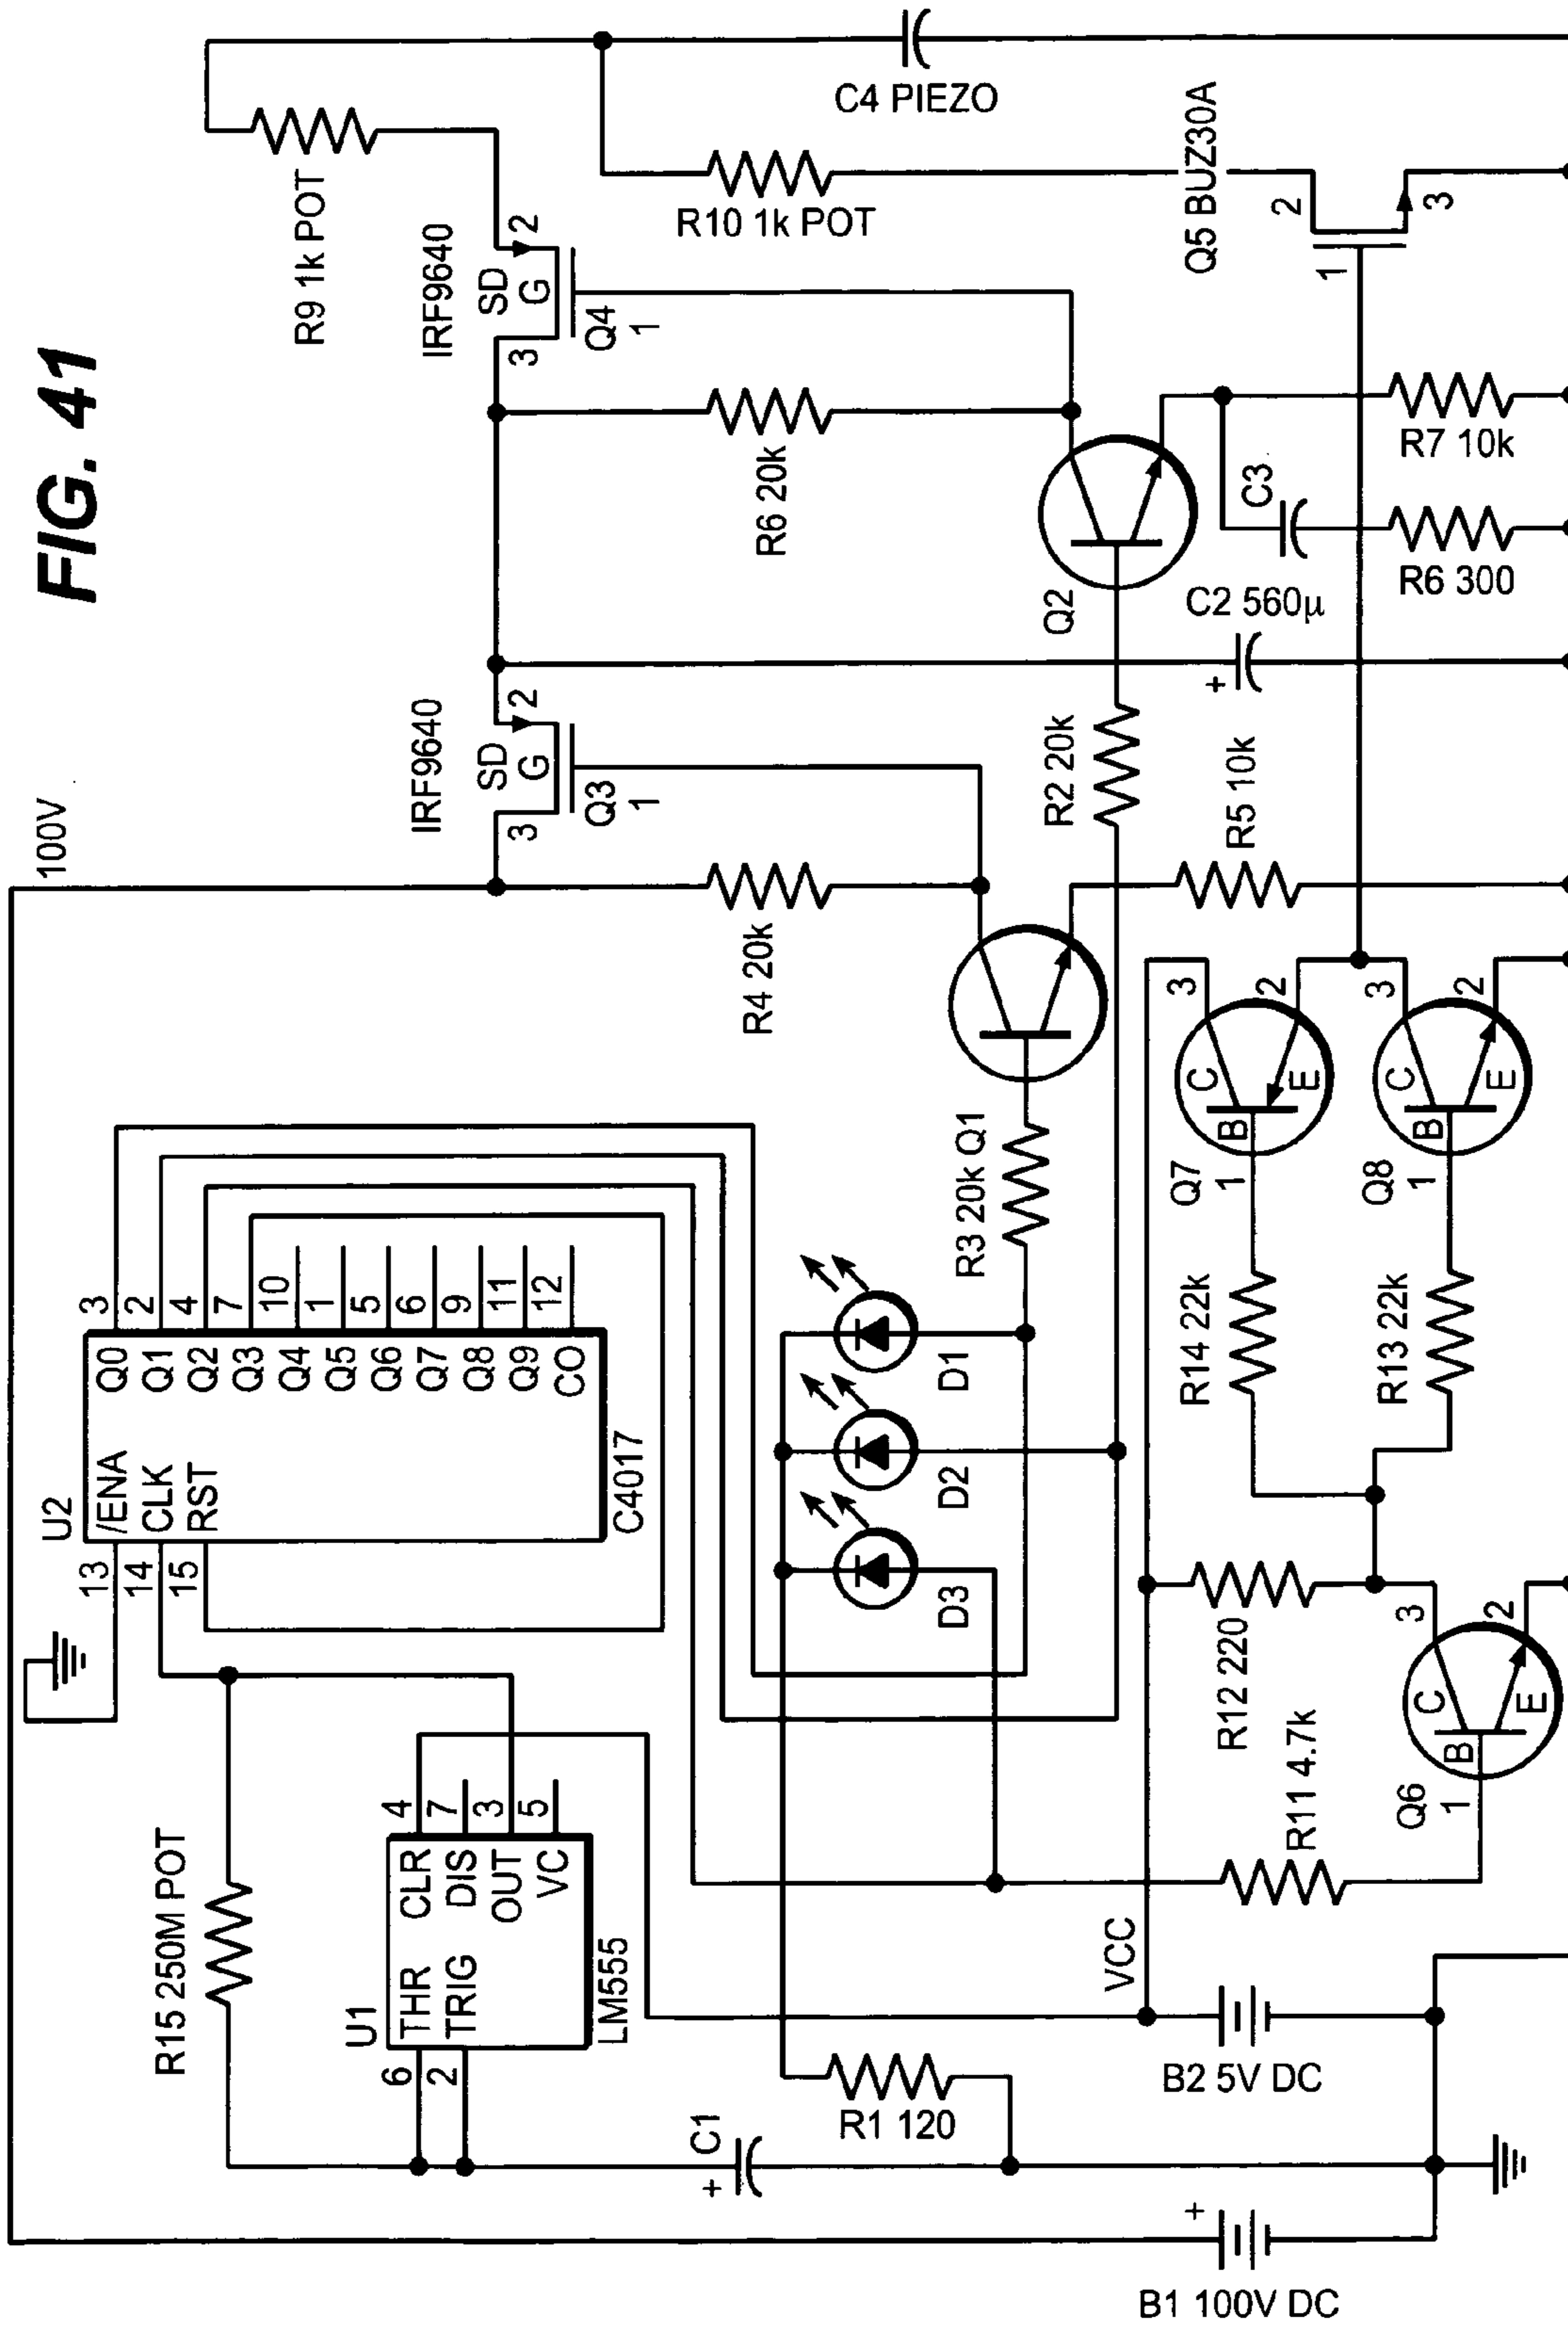 FIG. 41
100V
R9 1k POT
IRF9640
SD
G
3
2
Q4
1
C4 PIEZO
R10 1k POT
Q5 BUZ30A
2
1
3
IRF9640
SD
G
3
2
Q3
1
R6 20k
Q2
C3
R7 10k
R6 300
C2 560µ
R2 20k
R5 10k
R4 20k
R3 20k Q1
U2
/ENA
CLK
RST
13
14
15
Q0
Q1
Q2
Q3
Q4
Q5
Q6
Q7
Q8
Q9
CO
3
2
4
7
10
1
5
6
9
11
12
C4017
D1
D2
D3
Q7
C
B
E
3
1
2
Q8
C
B
E
3
1
2
R14 22k
R13 22k
R12 220
Q6
C
B
E
3
1
2
R11 4.7k
R15 250M POT
U1
THR
TRIG
6
2
CLR
DIS
OUT
VC
4
7
3
5
LM555
VCC
C1
+
R1 120
B2 5V DC
+
B1 100V DC
+